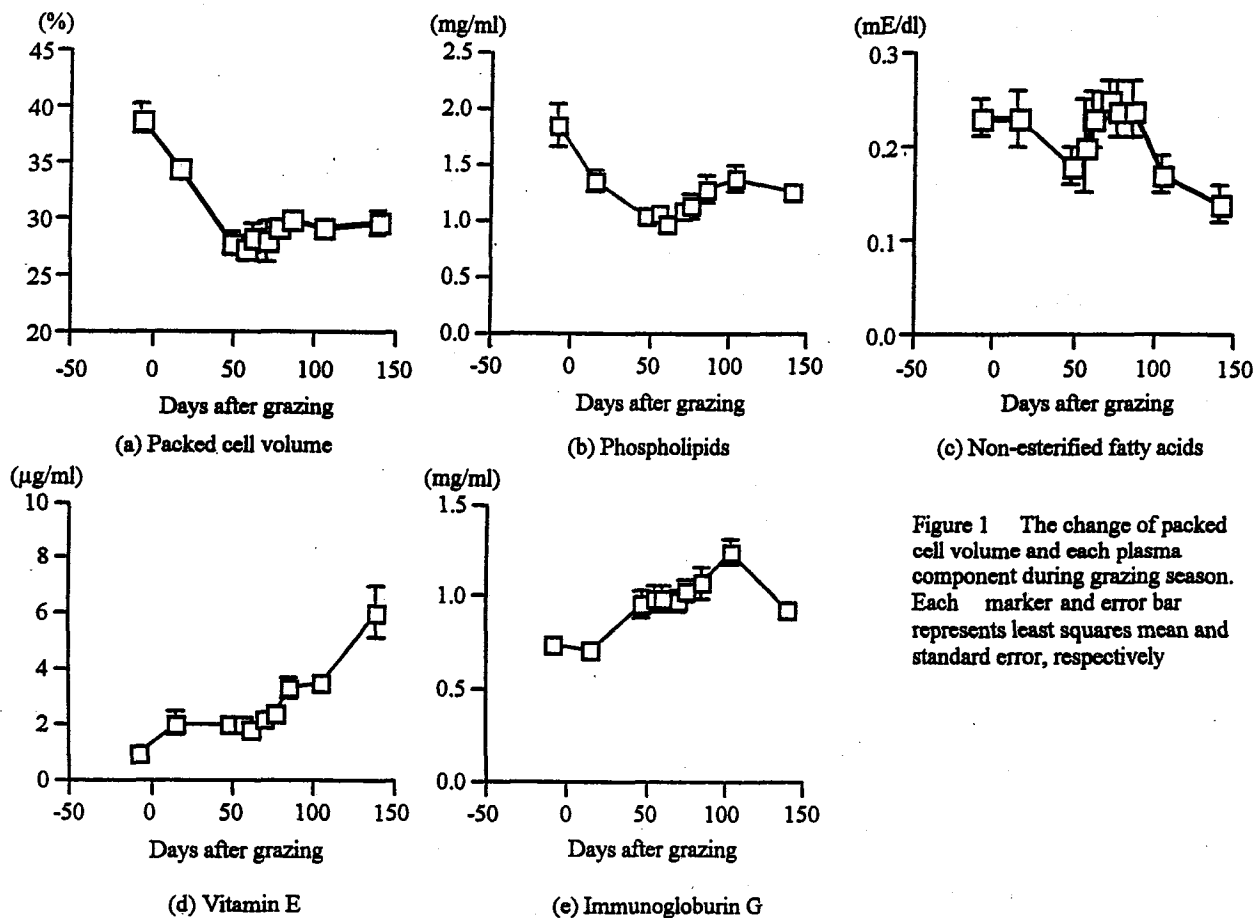 (%)
45
40
35
30
25
20
-50 0 50 100 150
Days after grazing
(a) Packed cell volume
(mg/ml)
2.5
2.0
1.5
1.0
0.5
0.0
-50 0 50 100 150
Days after grazing
(b) Phospholipids
(mE/dl)
0.3
0.2
0.1
0.0
-50 0 50 100 150
Days after grazing
(c) Non-esterified fatty acids
(μg/ml)
10
8
6
4
2
0
-50 0 50 100 150
Days after grazing
(d) Vitamin E
(mg/ml)
1.5
1.0
0.5
0.0
-50 0 50 100 150
Days after grazing
(e) Immunogloburin G
Figure 1 The change of packed
cell volume and each plasma
component during grazing season.
Each marker and error bar
represents least squares mean and
standard error, respectively